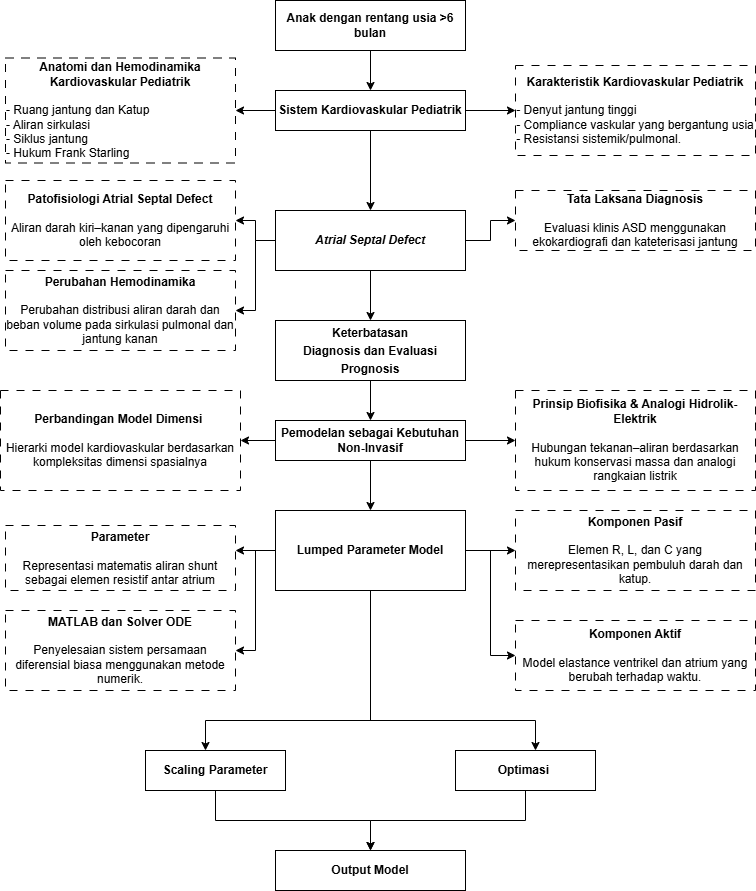 Anak dengan rentang usia >6
bulan
Anatomi dan Hemodinamika
Kardiovaskular Pediatrik
- Ruang jantung dan Katup
- Aliran sirkulasi
- Siklus jantung
- Hukum Frank Starling
Sistem Kardiovaskular Pediatrik
Karakteristik Kardiovaskular Pediatrik
- Denyut jantung tinggi
- Compliance vaskular yang bergantung usia
- Resistansi sistemik/pulmonal.
Patofisiologi Atrial Septal Defect
Aliran darah kiri–kanan yang dipengaruhi
oleh kebocoran
Atrial Septal Defect
Tata Laksana Diagnosis
Evaluasi klinis ASD menggunakan
ekokardiografi dan kateterisasi jantung
Perubahan Hemodinamika
Perubahan distribusi aliran darah dan
beban volume pada sirkulasi pulmonal dan
jantung kanan
Keterbatasan
Diagnosis dan Evaluasi
Prognosis
Perbandingan Model Dimensi
Hierarki model kardiovaskular berdasarkan
kompleksitas dimensi spasialnya
Pemodelan sebagai Kebutuhan
Non-Invasif
Prinsip Biofisika & Analogi Hidrolik-
Elektrik
Hubungan tekanan–aliran berdasarkan
hukum konservasi massa dan analogi
rangkaian listrik
Parameter
Representasi matematis aliran shunt
sebagai elemen resistif antar atrium
Lumped Parameter Model
Komponen Pasif
Elemen R, L, dan C yang
merepresentasikan pembuluh darah dan
katup.
MATLAB dan Solver ODE
Penyelesaian sistem persamaan
diferensial biasa menggunakan metode
numerik.
Komponen Aktif
Model elastance ventrikel dan atrium yang
berubah terhadap waktu.
Scaling Parameter
Optimasi
Output Model